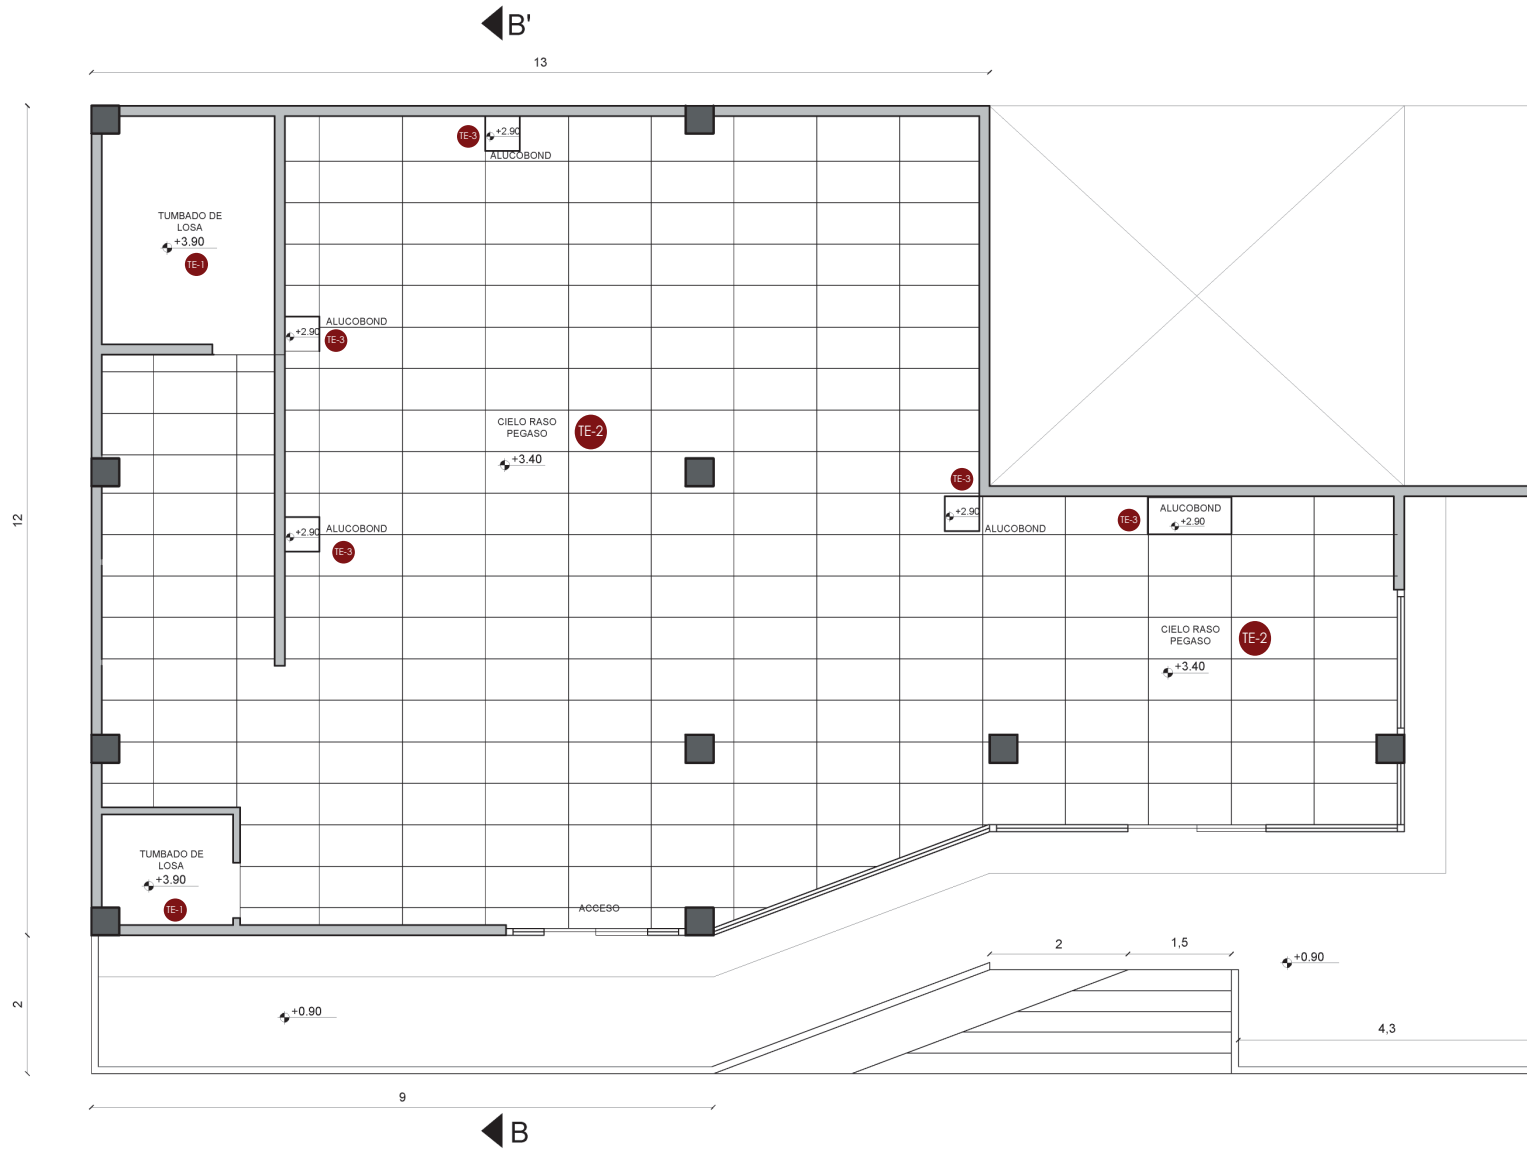 B'
13
TE-3
+2.90
ALUCOBOND
TUMBADO DE
LOSA
+3.90
TE-1
ALUCOBOND
+2.90
TE-3
CIELO RASO
PEGASO
TE-2
+3.40
TE-3
+2.90
ALUCOBOND
TE-3
ALUCOBOND
+2.90
12
+2.90
ALUCOBOND
TE-3
CIELO RASO
PEGASO
TE-2
+3.40
TUMBADO DE
LOSA
+3.90
TE-1
ACCESO
2
1,5
+0.90
2
+0.90
4,3
9
B